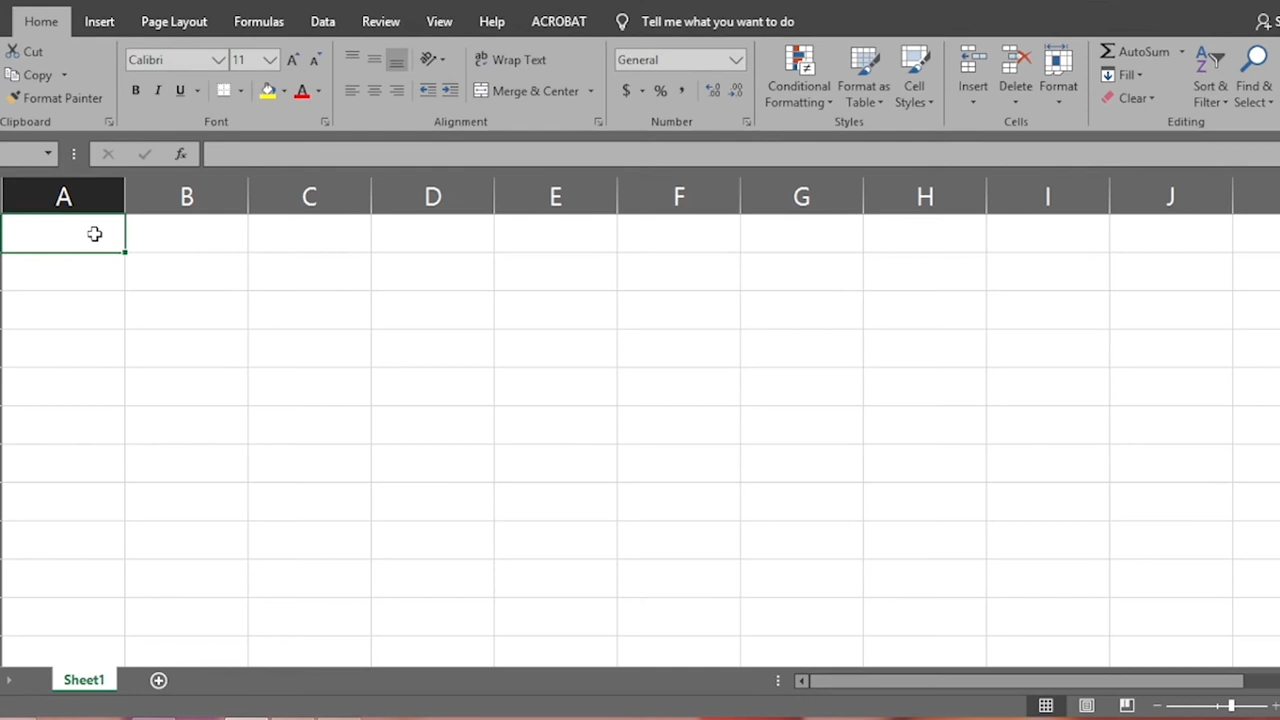 Home Insert Page Layout Formulas Data Review View Help ACROBAT Tell me what you want to do
Cut
Copy
Format Painter
Clipboard
Calibri 11
B I U A
Font
ab Wrap Text
Merge & Center
Alignment
General
$ % ,
Number
Conditional Formatting
Format as Table
Cell Styles
Styles
Insert
Delete
Format
Cells
AutoSum
Fill
Clear
Sort & Filter
Find & Select
Editing
fx
A B C D E F G H I J
Sheet1